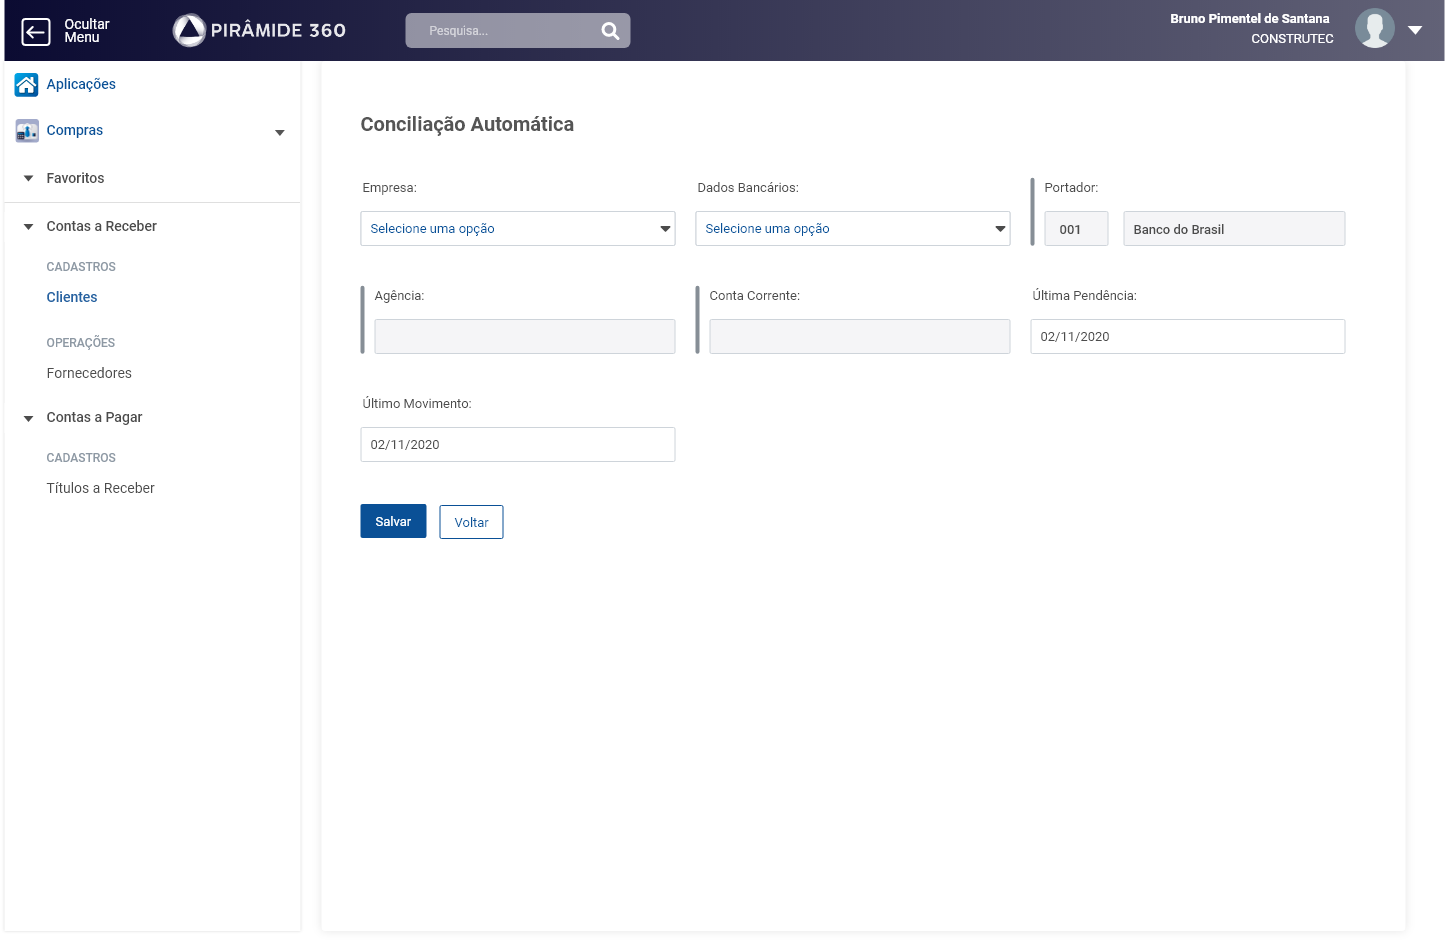 Ocultar
Menu
PIRÂMIDE 360
Pesquisa...
Bruno Pimentel de Santana
CONSTRUTEC
Aplicações
Compras
Favoritos
Contas a Receber
CADASTROS
Clientes
OPERAÇÕES
Fornecedores
Contas a Pagar
CADASTROS
Títulos a Receber
Conciliação Automática
Empresa:
Selecione uma opção
Dados Bancários:
Selecione uma opção
Portador:
001
Banco do Brasil
Agência:
Conta Corrente:
Última Pendência:
02/11/2020
Último Movimento:
02/11/2020
Salvar
Voltar